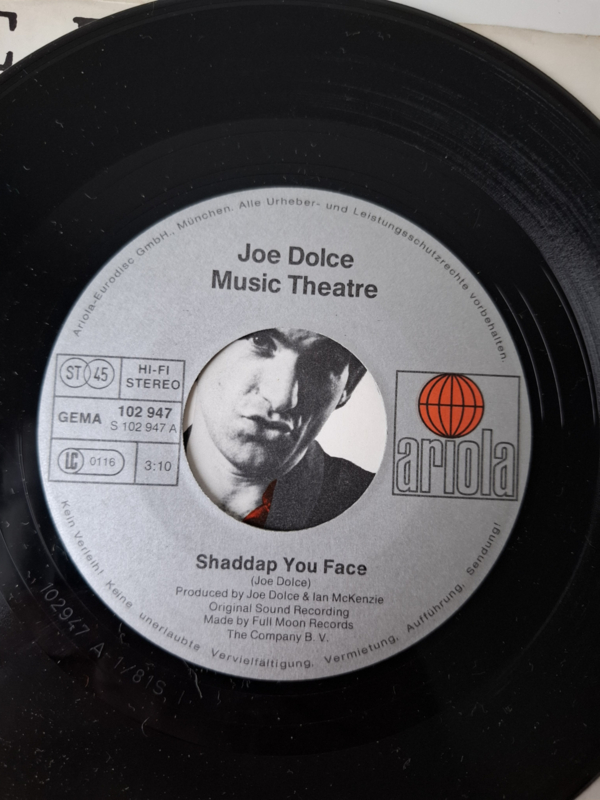 Ariola-Eurodisc GmbH., München. Alle Urheber- und Leistungsschutzrechte vorbehalten.
Joe Dolce
Music Theatre
ST 45
HI-FI
STEREO
GEMA
102 947
S 102 947 A
LC 0116
3:10
ariola
Shaddap You Face
(Joe Dolce)
Produced by Joe Dolce & Ian McKenzie
Original Sound Recording
Made by Full Moon Records
The Company B. V.
Kein Verleih! Keine unerlaubte Vervielfältigung, Vermietung, Aufführung, Sendung!
102947 A